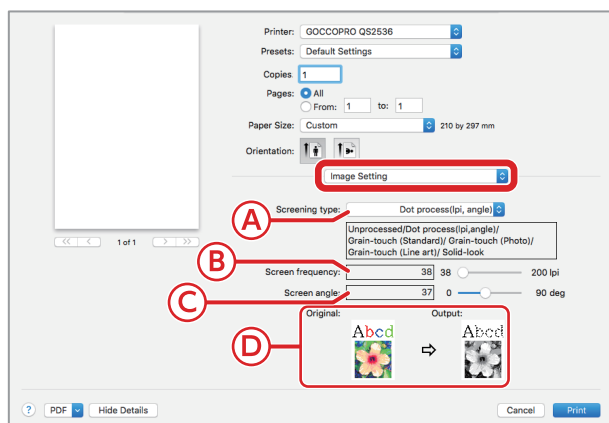 Printer: GOCCOPRO QS2536
Presets: Default Settings
Copies: 1
Pages: All
From: 1 to: 1
Paper Size: Custom 210 by 297 mm
Orientation:
Image Setting
A
Screening type: Dot process(lpi, angle)
Unprocessed/Dot process(lpi,angle)/
Grain-touch (Standard)/ Grain-touch (Photo)/
Grain-touch (Line art)/ Solid-look
<< < 1 of 1 > >>
B
Screen frequency: 38 38 200 lpi
C
Screen angle: 37 0 90 deg
D
Original: Output:
Abcd Abcd
? PDF Hide Details Cancel Print